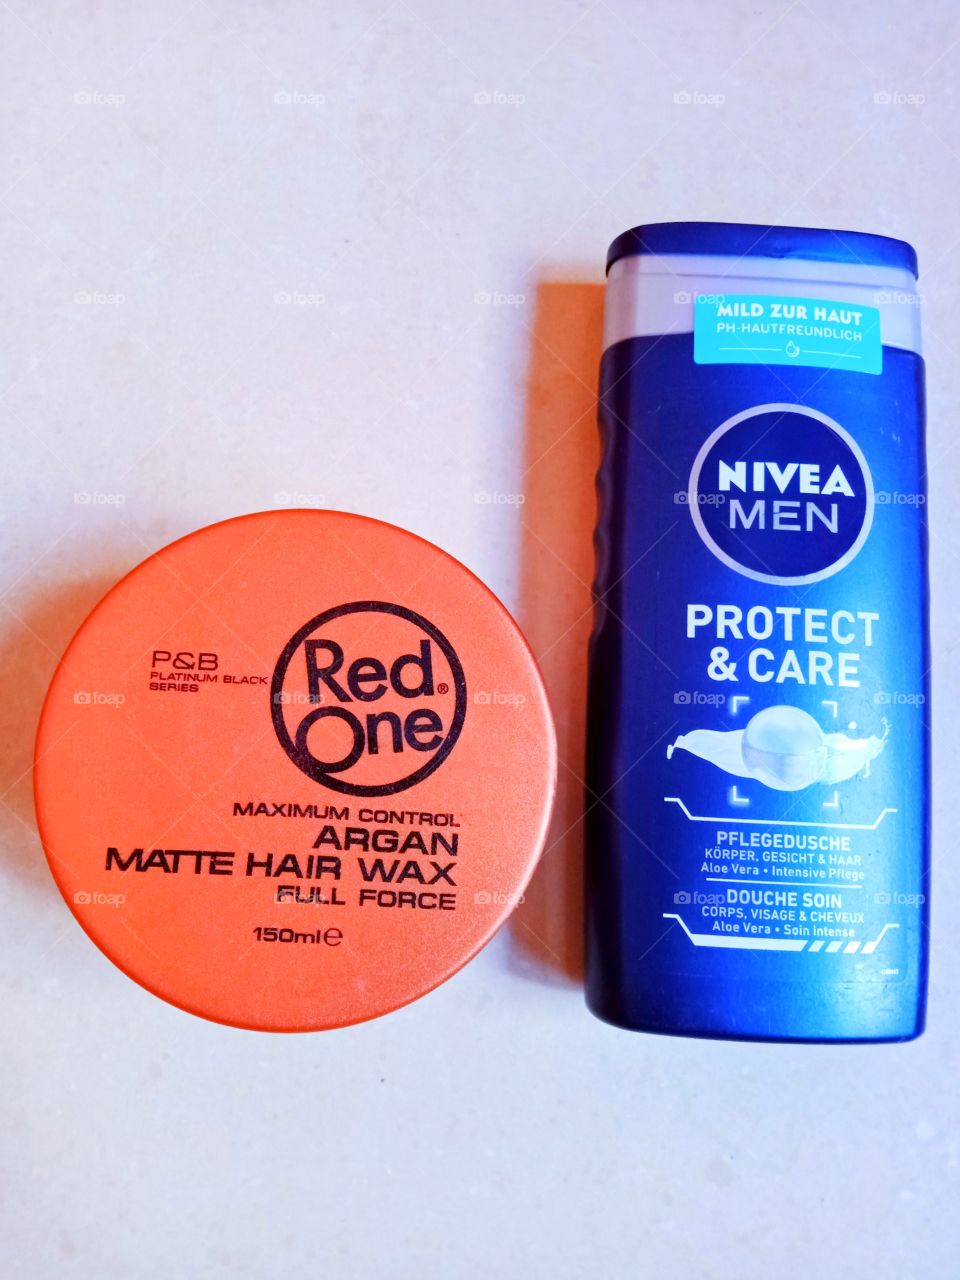 P&B
PLATINUM BLACK
SERIES
Red
One®
MAXIMUM CONTROL
ARGAN
MATTE HAIR WAX
FULL FORCE
150ml e
MILD ZUR HAUT
PH-HAUTFREUNDLICH
NIVEA
MEN
PROTECT
& CARE
PFLEGEDUSCHE
KÖRPER, GESICHT & HAAR
Aloe Vera • Intensive Pflege
DOUCHE SOIN
CORPS, VISAGE & CHEVEUX
Aloe Vera • Soin intense
foap